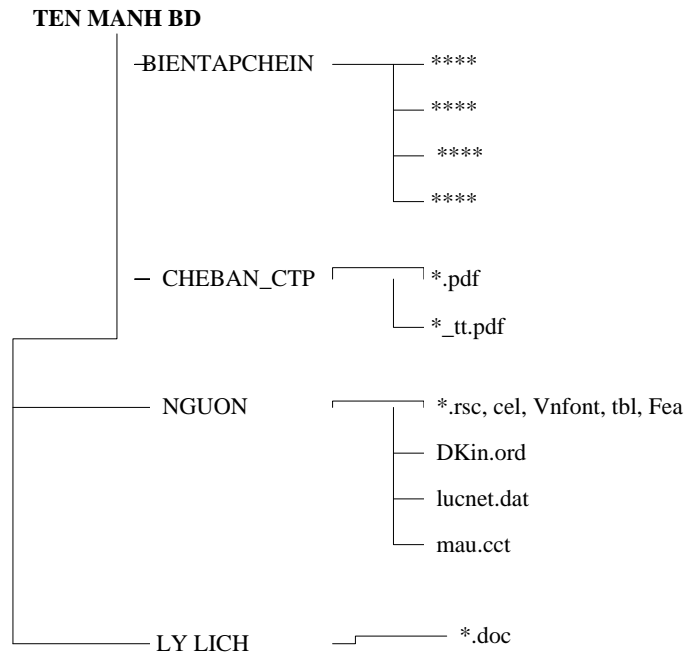 TEN MANH BD
BIENTAPCHEIN
****
****
****
****
CHEBAN_CTP
*.pdf
*_tt.pdf
NGUON
*.rsc, cel, Vnfont, tbl, Fea
DKin.ord
lucnet.dat
mau.cct
LY LICH
*.doc